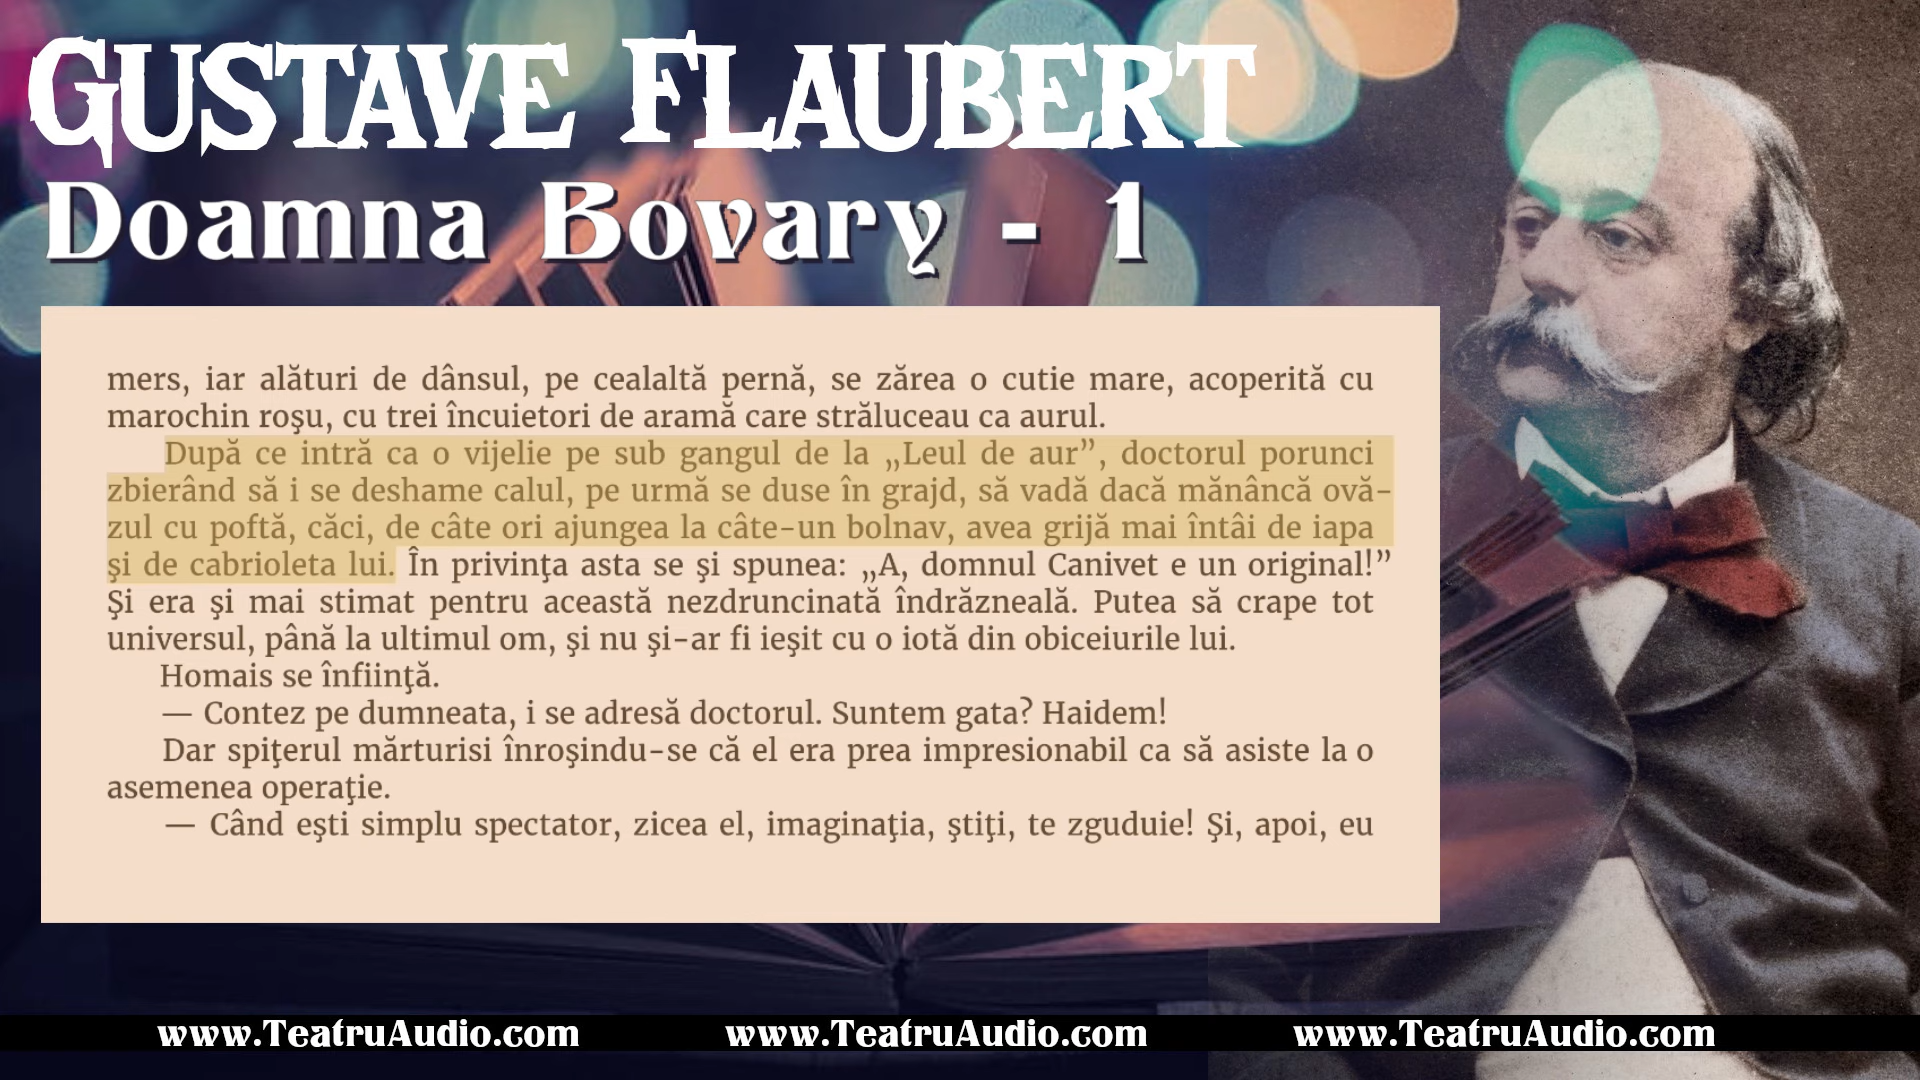 GUSTAVE FLAUBERT
Doamna Bovary - 1
mers, iar alături de dânsul, pe cealaltă pernă, se zărea o cutie mare, acoperită cu
marochin roşu, cu trei încuietori de aramă care străluceau ca aurul.
După ce intră ca o vijelie pe sub gangul de la „Leul de aur”, doctorul porunci
zbierând să i se deshame calul, pe urmă se duse în grajd, să vadă dacă mănâncă ovă-
zul cu poftă, căci, de câte ori ajungea la câte-un bolnav, avea grijă mai întâi de iapa
şi de cabrioleta lui. În privinţa asta se şi spunea: „A, domnul Canivet e un original!”
Şi era şi mai stimat pentru această nezdruncinată îndrăzneală. Putea să crape tot
universul, până la ultimul om, şi nu şi-ar fi ieşit cu o iotă din obiceiurile lui.
Homais se înfiinţă.
— Contez pe dumneata, i se adresă doctorul. Suntem gata? Haidem!
Dar spiţerul mărturisi înroşindu-se că el era prea impresionabil ca să asiste la o
asemenea operaţie.
— Când eşti simplu spectator, zicea el, imaginaţia, ştiţi, te zguduie! Şi, apoi, eu
www.TeatruAudio.com www.TeatruAudio.com www.TeatruAudio.com